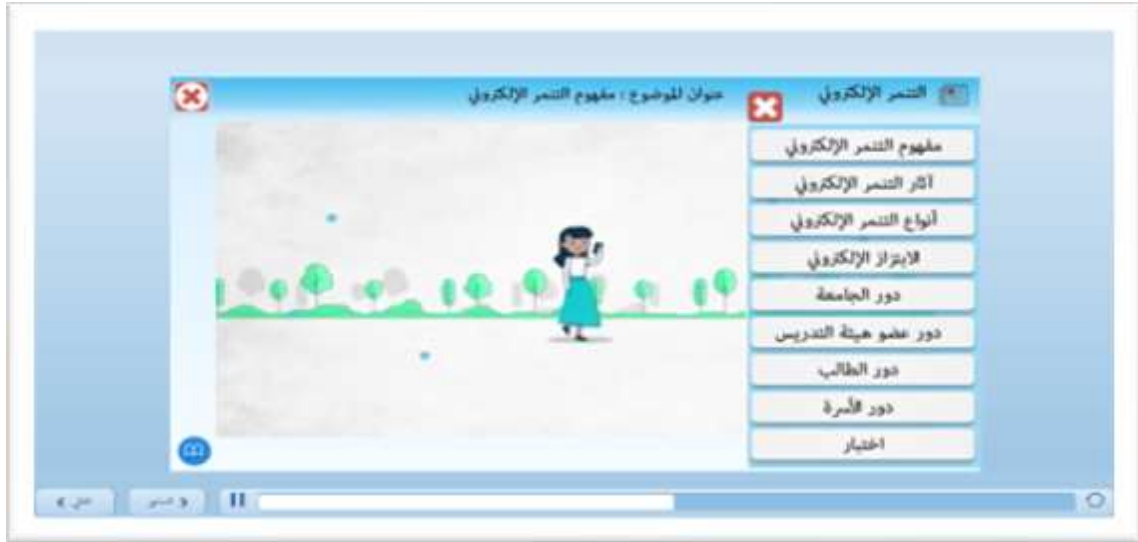 التنمر الإلكتروني
عنوان الموضوع : مفهوم التنمر الإلكتروني
مفهوم التنمر الإلكتروني
آثار التنمر الإلكتروني
أنواع التنمر الإلكتروني
الابتزاز الإلكتروني
دور الجامعة
دور عضو هيئة التدريس
دور الطالب
دور الأسرة
اختبار